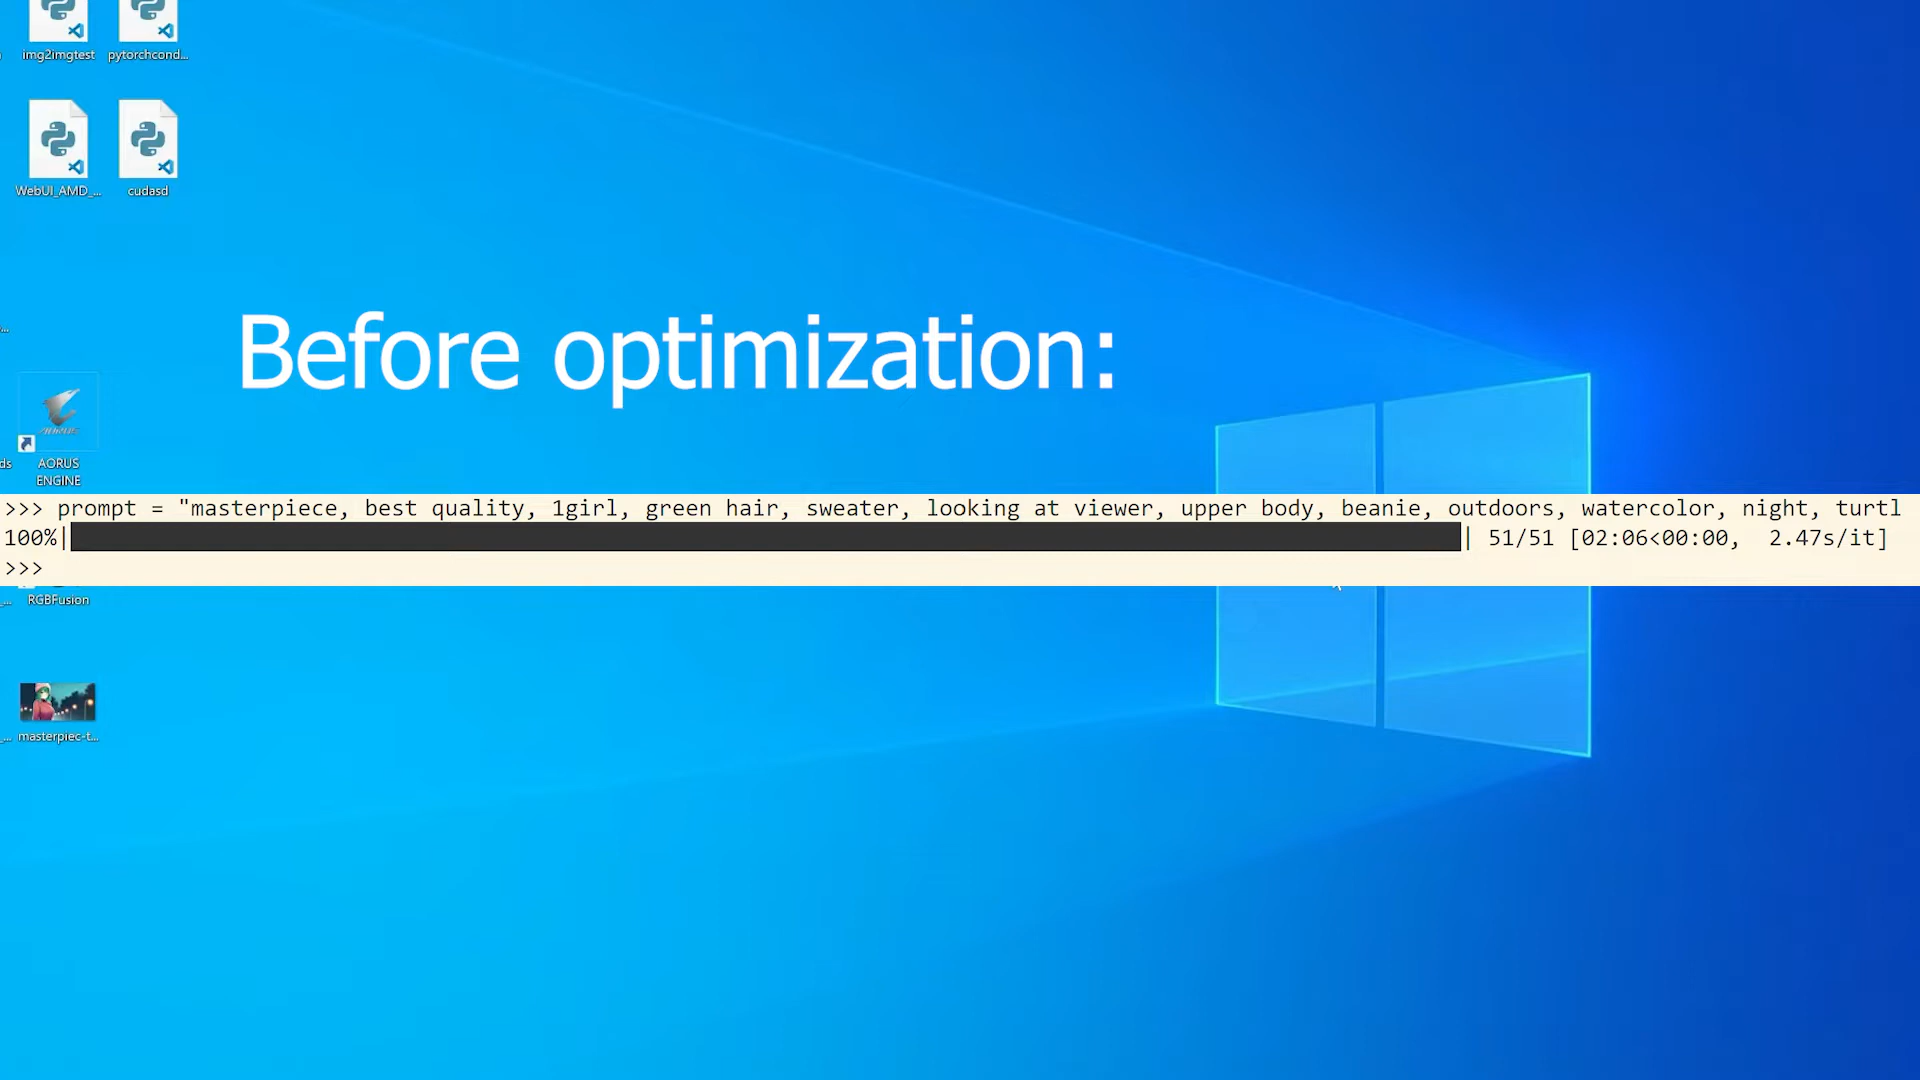 img2imgtest pytorchcond...
WebUI_AMD_... cudasd
Before optimization:
ds AORUS
ENGINE
>>> prompt = "masterpiece, best quality, 1girl, green hair, sweater, looking at viewer, upper body, beanie, outdoors, watercolor, night, turtl
100%| | 51/51 [02:06<00:00, 2.47s/it]
>>>
RGBFusion
masterpiec-t...